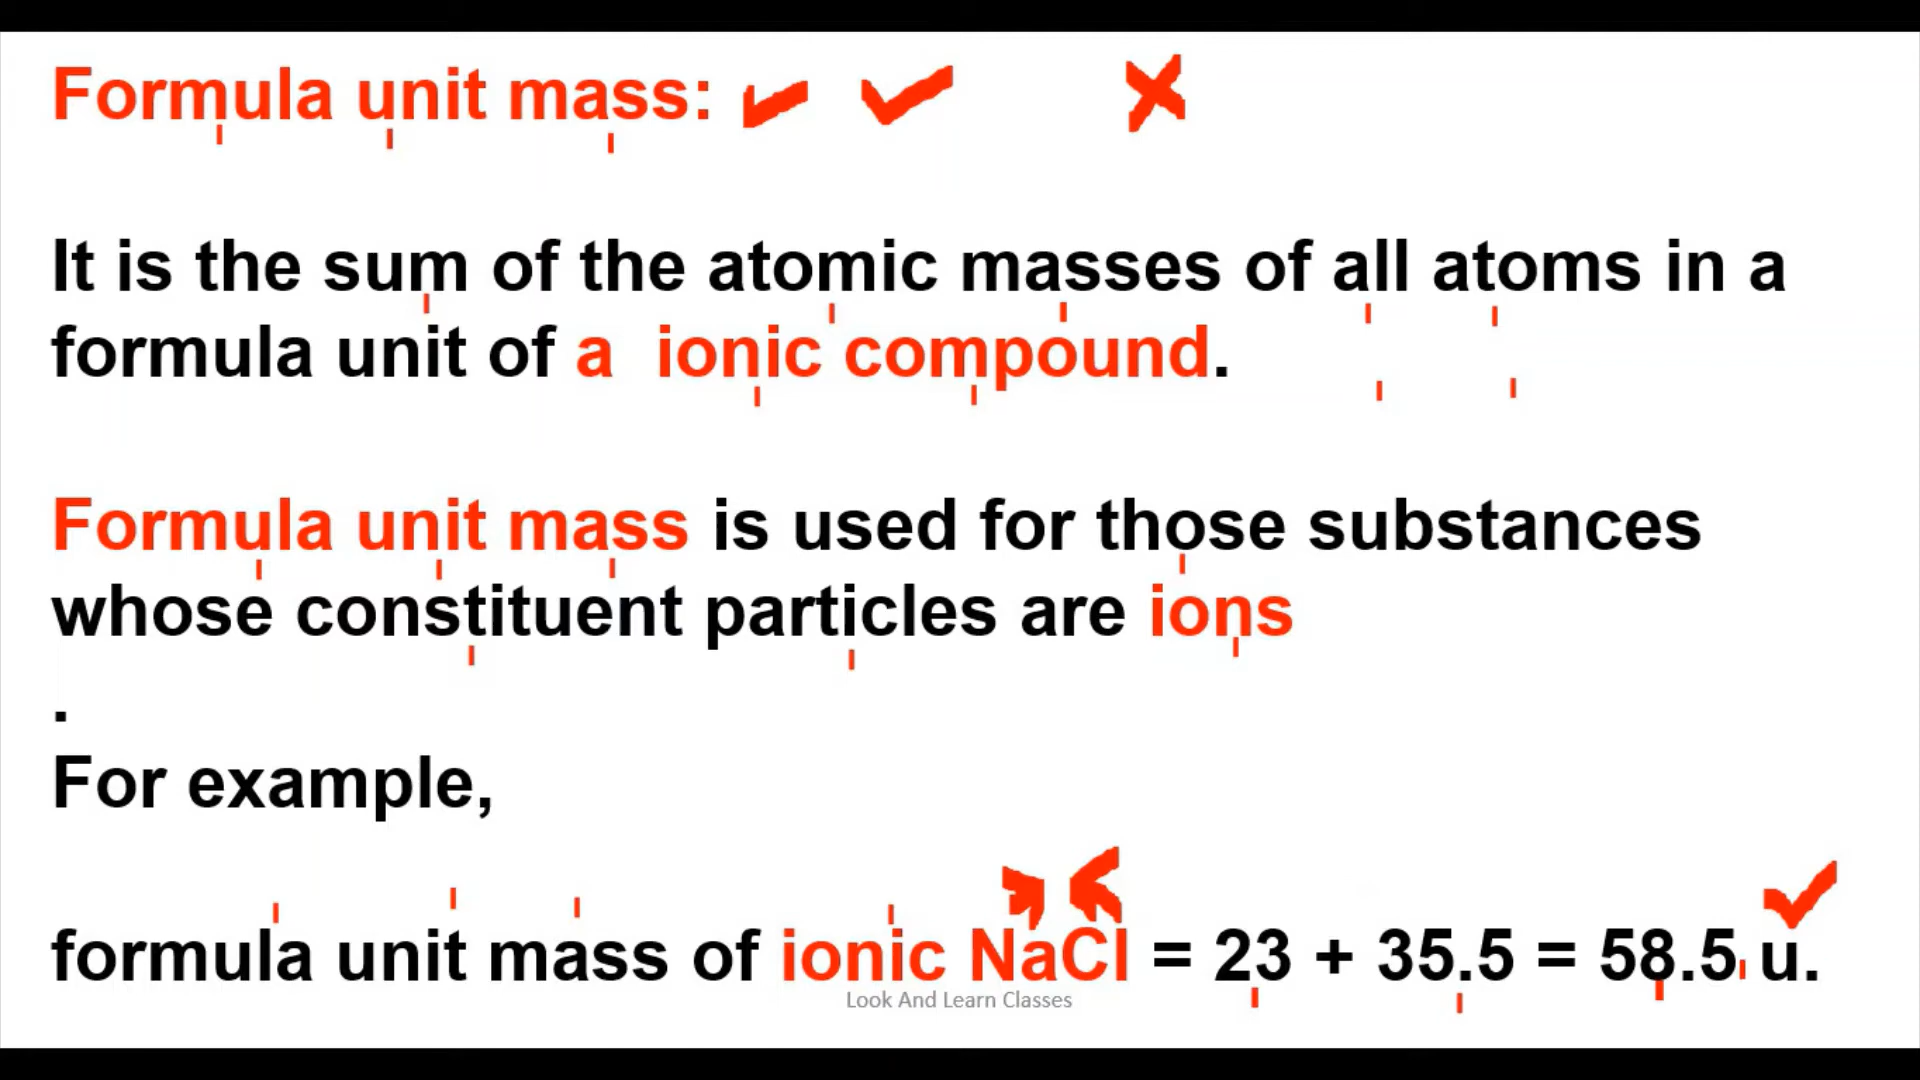 Formula unit mass:
It is the sum of the atomic masses of all atoms in a
formula unit of a ionic compound.
Formula unit mass is used for those substances
whose constituent particles are ions
.
For example,
formula unit mass of ionic NaCl = 23 + 35.5 = 58.5 u.
Look And Learn Classes